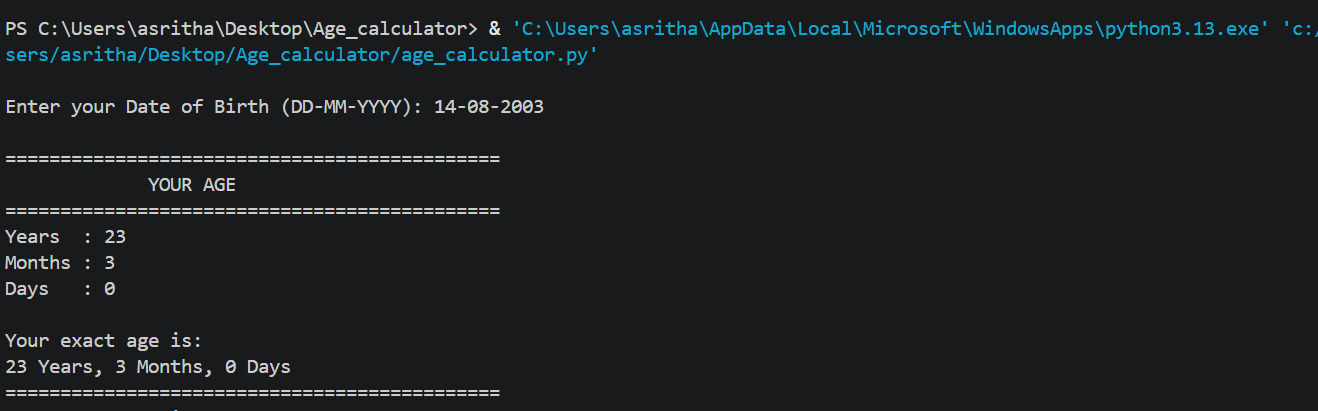 PS C:\Users\asritha\Desktop\Age_calculator> & 'C:\Users\asritha\AppData\Local\Microsoft\WindowsApps\python3.13.exe' 'c:/
sers/asritha/Desktop/Age_calculator/age_calculator.py'
Enter your Date of Birth (DD-MM-YYYY): 14-08-2003
=============================================
YOUR AGE
=============================================
Years : 23
Months : 3
Days : 0
Your exact age is:
23 Years, 3 Months, 0 Days
=============================================